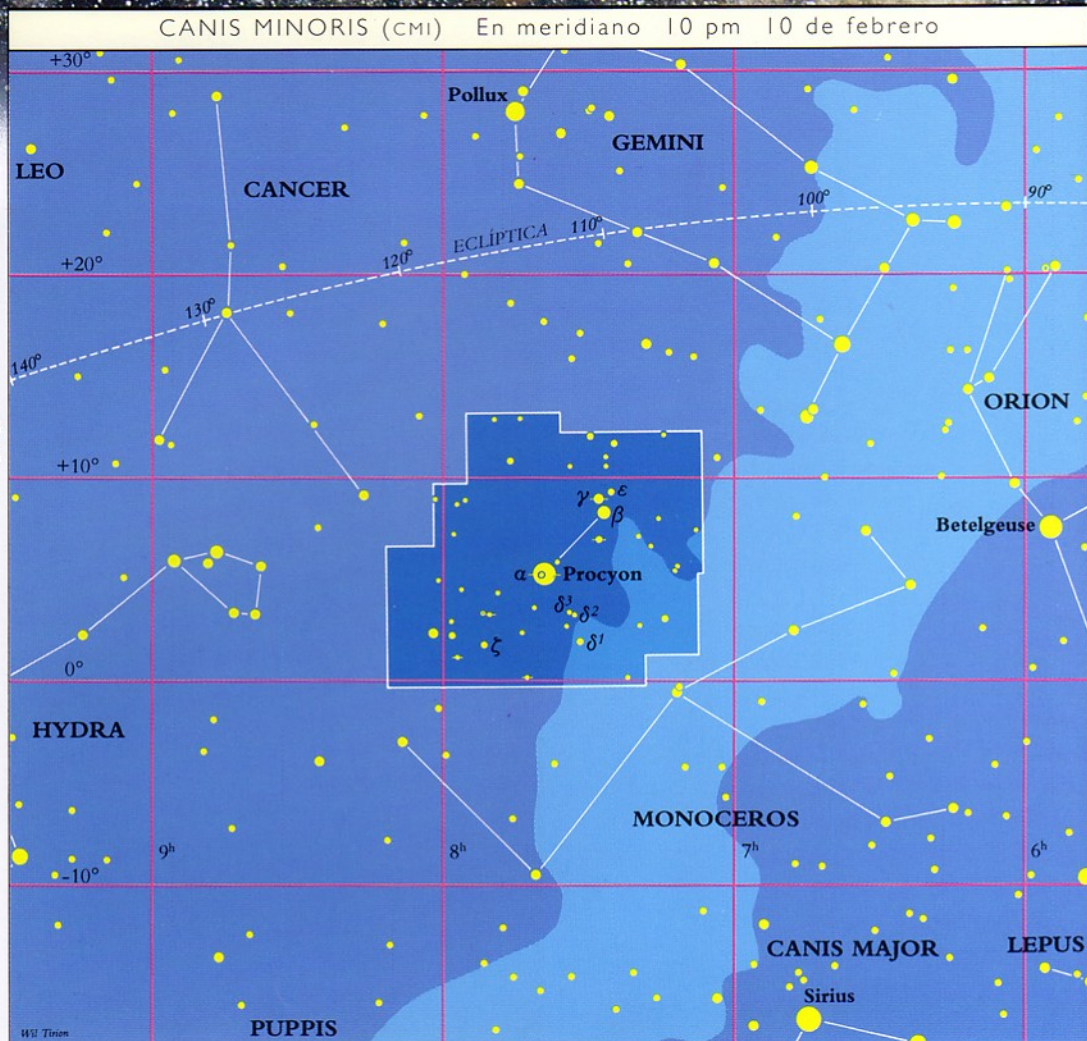 CANIS MINORIS (CMI) En meridiano 10 pm 10 de febrero
+30°
Pollux
GEMINI
LEO
CANCER
100°
90°
ECLÍPTICA
110°
+20°
120°
130°
140°
ORION
+10°
γ ε
β
Betelgeuse
α Procyon
δ³ δ²
ζ δ¹
0°
HYDRA
MONOCEROS
9h 8h 7h 6h
-10°
CANIS MAJOR LEPUS
Sirius
PUPPIS
Wil Tirion